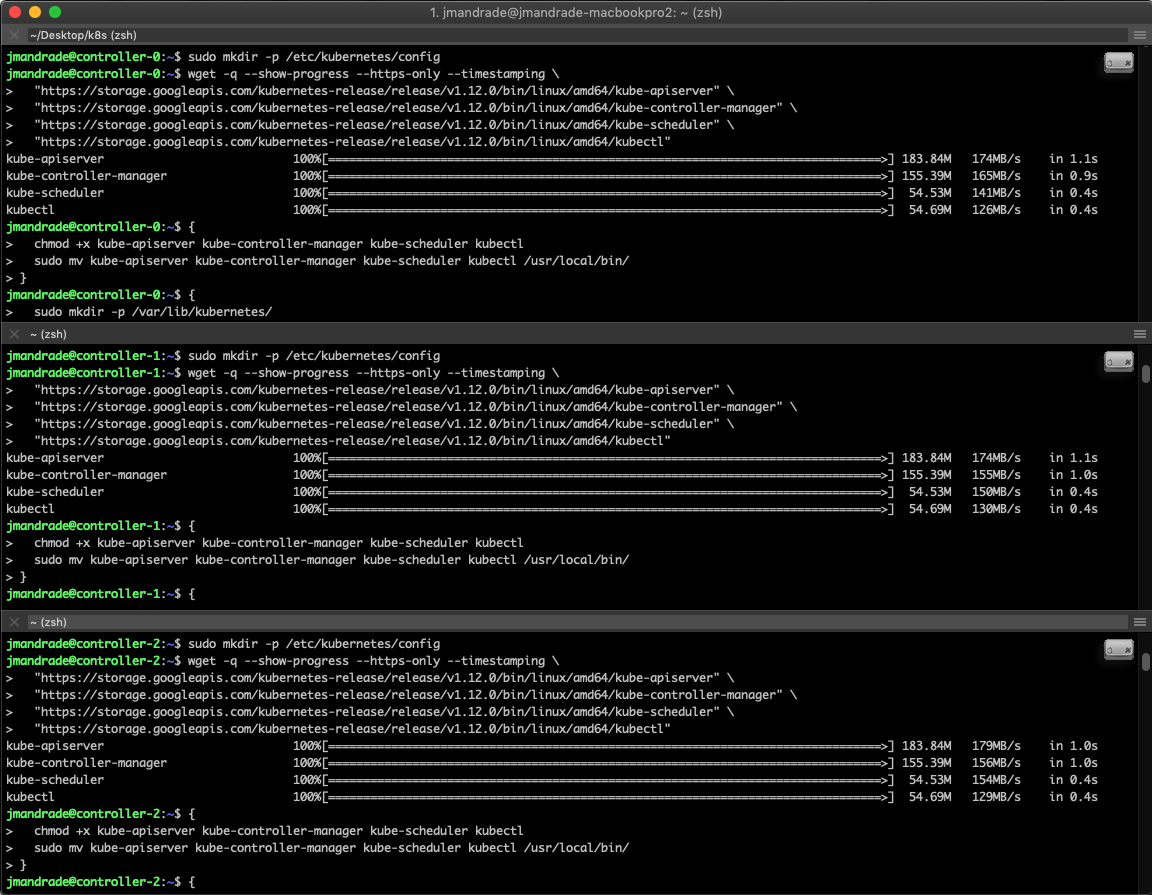 1. jmandrade@jmandrade-macbookpro2: ~ (zsh)
~/Desktop/k8s (zsh)
jmandrade@controller-0:~$ sudo mkdir -p /etc/kubernetes/config
jmandrade@controller-0:~$ wget -q --show-progress --https-only --timestamping \
>   "https://storage.googleapis.com/kubernetes-release/release/v1.12.0/bin/linux/amd64/kube-apiserver" \
>   "https://storage.googleapis.com/kubernetes-release/release/v1.12.0/bin/linux/amd64/kube-controller-manager" \
>   "https://storage.googleapis.com/kubernetes-release/release/v1.12.0/bin/linux/amd64/kube-scheduler" \
>   "https://storage.googleapis.com/kubernetes-release/release/v1.12.0/bin/linux/amd64/kubectl"
kube-apiserver 100%[==================================================>] 183.84M 174MB/s in 1.1s
kube-controller-manager 100%[==================================================>] 155.39M 165MB/s in 0.9s
kube-scheduler 100%[==================================================>] 54.53M 141MB/s in 0.4s
kubectl 100%[==================================================>] 54.69M 126MB/s in 0.4s
jmandrade@controller-0:~$ {
>   chmod +x kube-apiserver kube-controller-manager kube-scheduler kubectl
>   sudo mv kube-apiserver kube-controller-manager kube-scheduler kubectl /usr/local/bin/
> }
jmandrade@controller-0:~$ {
>   sudo mkdir -p /var/lib/kubernetes/
~ (zsh)
jmandrade@controller-1:~$ sudo mkdir -p /etc/kubernetes/config
jmandrade@controller-1:~$ wget -q --show-progress --https-only --timestamping \
>   "https://storage.googleapis.com/kubernetes-release/release/v1.12.0/bin/linux/amd64/kube-apiserver" \
>   "https://storage.googleapis.com/kubernetes-release/release/v1.12.0/bin/linux/amd64/kube-controller-manager" \
>   "https://storage.googleapis.com/kubernetes-release/release/v1.12.0/bin/linux/amd64/kube-scheduler" \
>   "https://storage.googleapis.com/kubernetes-release/release/v1.12.0/bin/linux/amd64/kubectl"
kube-apiserver 100%[==================================================>] 183.84M 174MB/s in 1.1s
kube-controller-manager 100%[==================================================>] 155.39M 155MB/s in 1.0s
kube-scheduler 100%[==================================================>] 54.53M 150MB/s in 0.4s
kubectl 100%[==================================================>] 54.69M 130MB/s in 0.4s
jmandrade@controller-1:~$ {
>   chmod +x kube-apiserver kube-controller-manager kube-scheduler kubectl
>   sudo mv kube-apiserver kube-controller-manager kube-scheduler kubectl /usr/local/bin/
> }
jmandrade@controller-1:~$ {
~ (zsh)
jmandrade@controller-2:~$ sudo mkdir -p /etc/kubernetes/config
jmandrade@controller-2:~$ wget -q --show-progress --https-only --timestamping \
>   "https://storage.googleapis.com/kubernetes-release/release/v1.12.0/bin/linux/amd64/kube-apiserver" \
>   "https://storage.googleapis.com/kubernetes-release/release/v1.12.0/bin/linux/amd64/kube-controller-manager" \
>   "https://storage.googleapis.com/kubernetes-release/release/v1.12.0/bin/linux/amd64/kube-scheduler" \
>   "https://storage.googleapis.com/kubernetes-release/release/v1.12.0/bin/linux/amd64/kubectl"
kube-apiserver 100%[==================================================>] 183.84M 179MB/s in 1.0s
kube-controller-manager 100%[==================================================>] 155.39M 156MB/s in 1.0s
kube-scheduler 100%[==================================================>] 54.53M 154MB/s in 0.4s
kubectl 100%[==================================================>] 54.69M 129MB/s in 0.4s
jmandrade@controller-2:~$ {
>   chmod +x kube-apiserver kube-controller-manager kube-scheduler kubectl
>   sudo mv kube-apiserver kube-controller-manager kube-scheduler kubectl /usr/local/bin/
> }
jmandrade@controller-2:~$ {